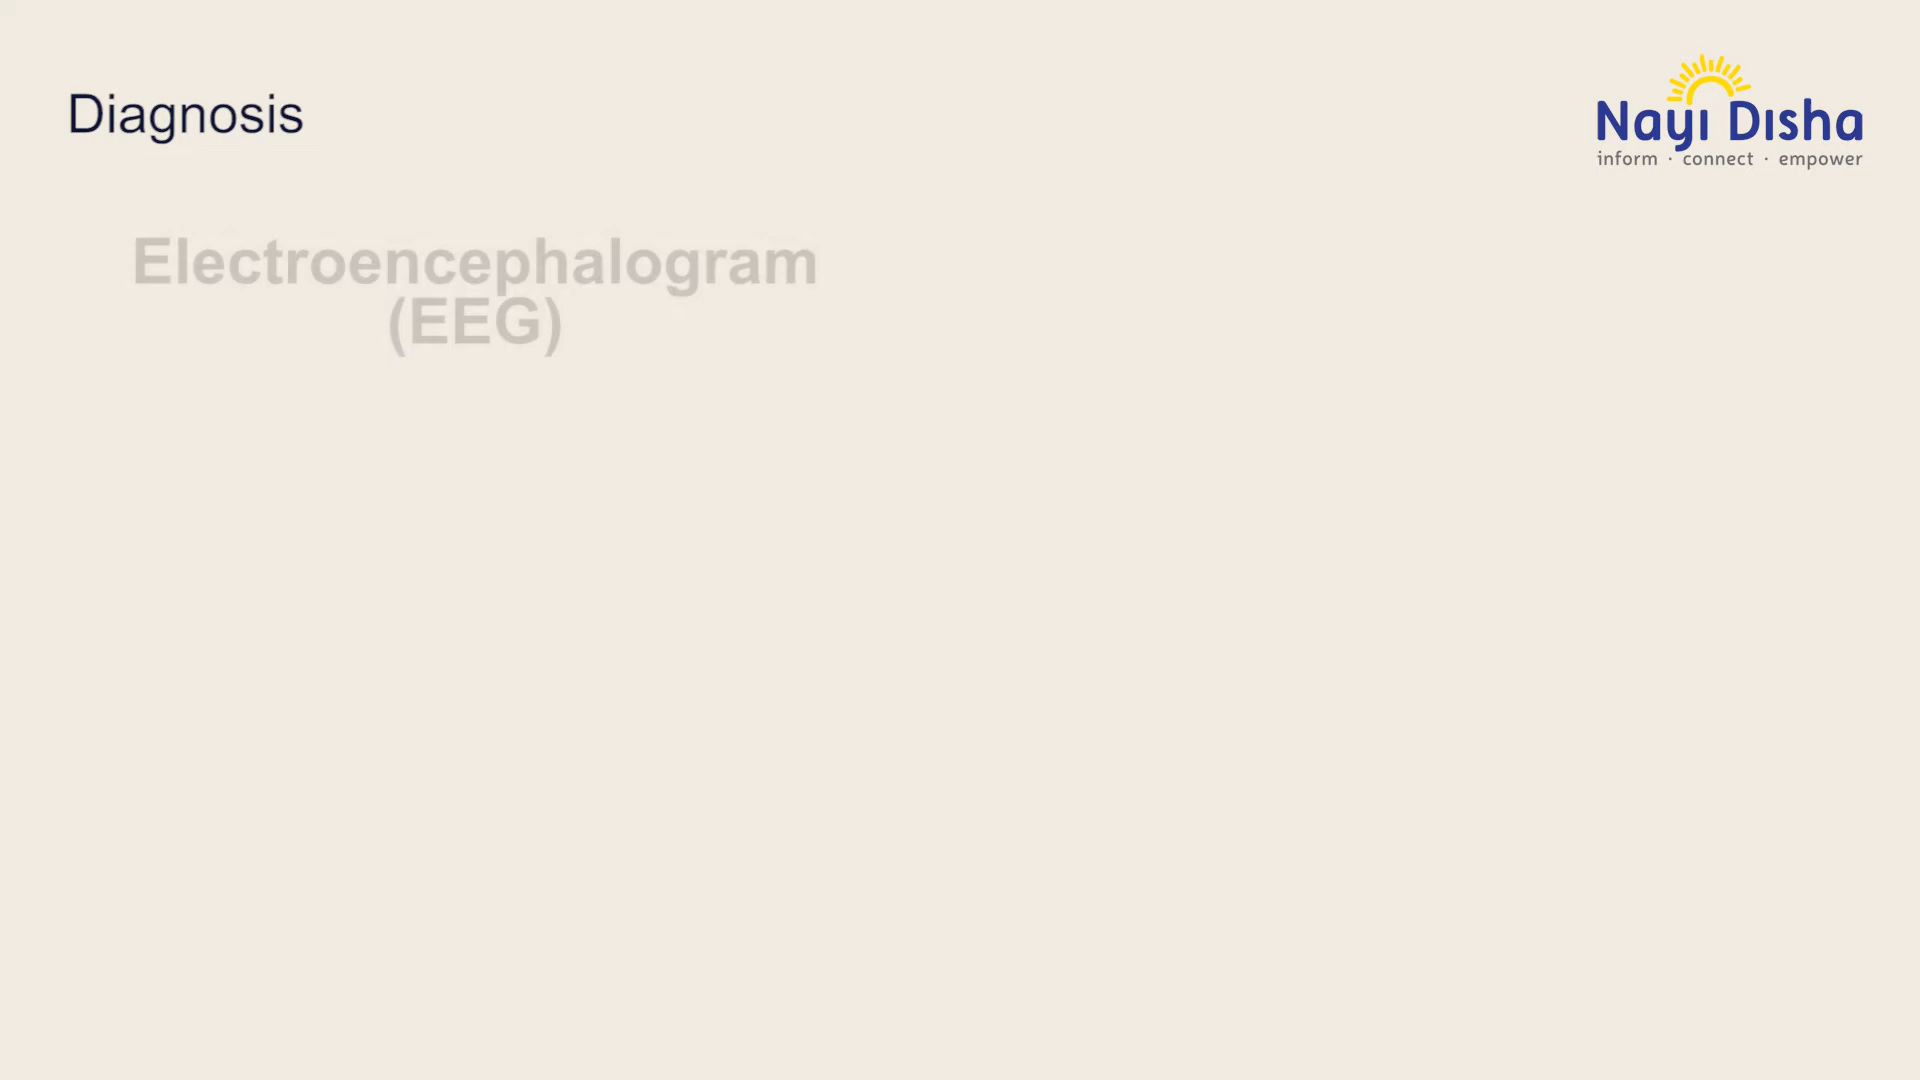 Diagnosis
Nayi Disha
inform · connect · empower
Electroencephalogram
(EEG)